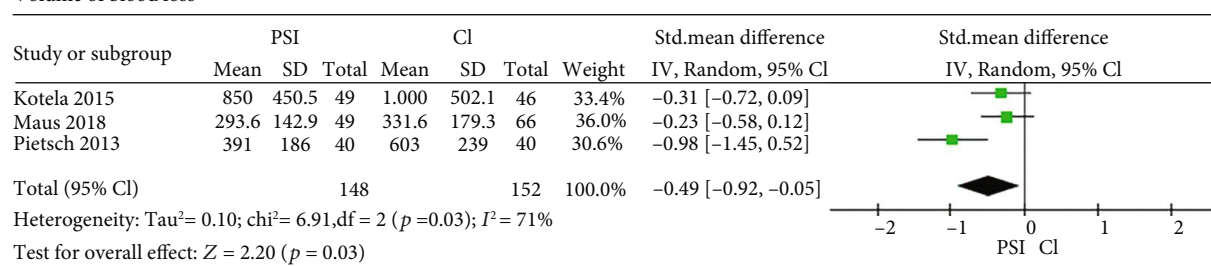 PSI Cl Std.mean difference Std.mean difference
Study or subgroup
Mean SD Total Mean SD Total Weight IV, Random, 95% Cl IV, Random, 95% Cl
Kotela 2015 850 450.5 49 1.000 502.1 46 33.4% –0.31 [–0.72, 0.09]
Maus 2018 293.6 142.9 49 331.6 179.3 66 36.0% –0.23 [–0.58, 0.12]
Pietsch 2013 391 186 40 603 239 40 30.6% –0.98 [–1.45, 0.52]
Total (95% Cl) 148 152 100.0% –0.49 [–0.92, –0.05]
Heterogeneity: Tau²= 0.10; chi²= 6.91,df = 2 ( p =0.03); I² = 71%
Test for overall effect: Z = 2.20 ( p = 0.03)
–2 –1 0 1 2
PSI Cl